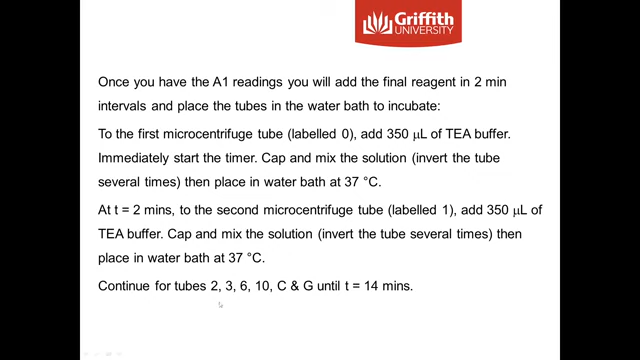 Griffith
UNIVERSITY
Once you have the A1 readings you will add the final reagent in 2 min
intervals and place the tubes in the water bath to incubate:
To the first microcentrifuge tube (labelled 0), add 350 μL of TEA buffer.
Immediately start the timer. Cap and mix the solution (invert the tube
several times) then place in water bath at 37 °C.
At t = 2 mins, to the second microcentrifuge tube (labelled 1), add 350 μL of
TEA buffer. Cap and mix the solution (invert the tube several times) then
place in water bath at 37 °C.
Continue for tubes 2, 3, 6, 10, C & G until t = 14 mins.